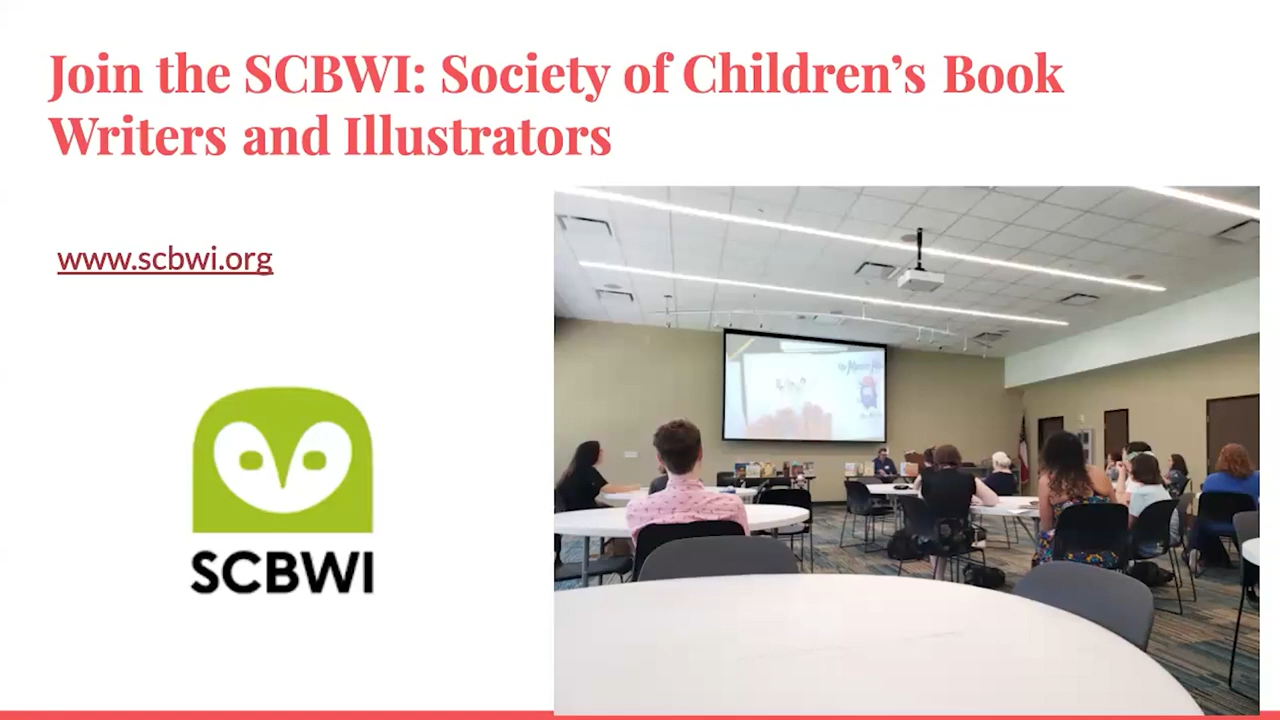 Join the SCBWI: Society of Children’s Book
Writers and Illustrators
www.scbwi.org
SCBWI